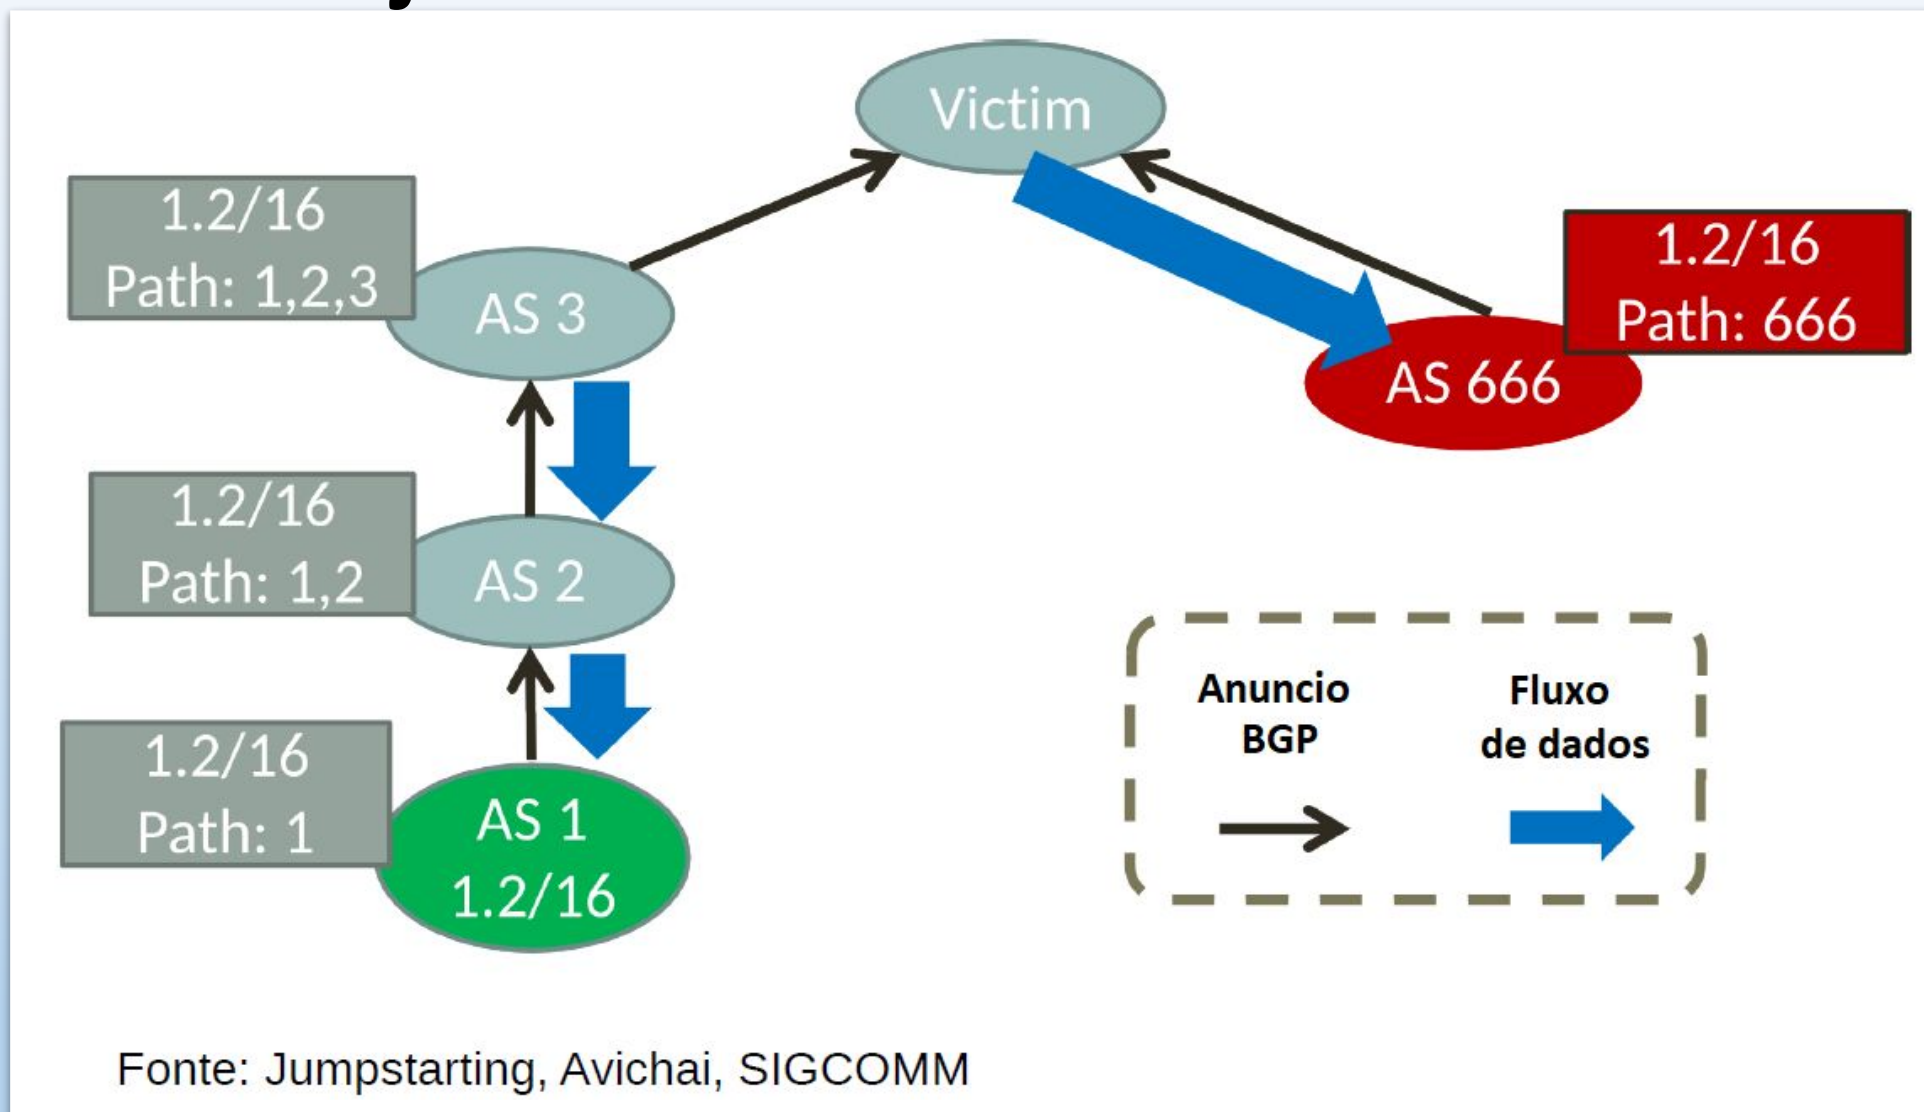 Victim
1.2/16
Path: 1,2,3
AS 3
1.2/16
Path: 666
AS 666
1.2/16
Path: 1,2
AS 2
1.2/16
Path: 1
AS 1
1.2/16
Anuncio
BGP
Fluxo
de dados
Fonte: Jumpstarting, Avichai, SIGCOMM